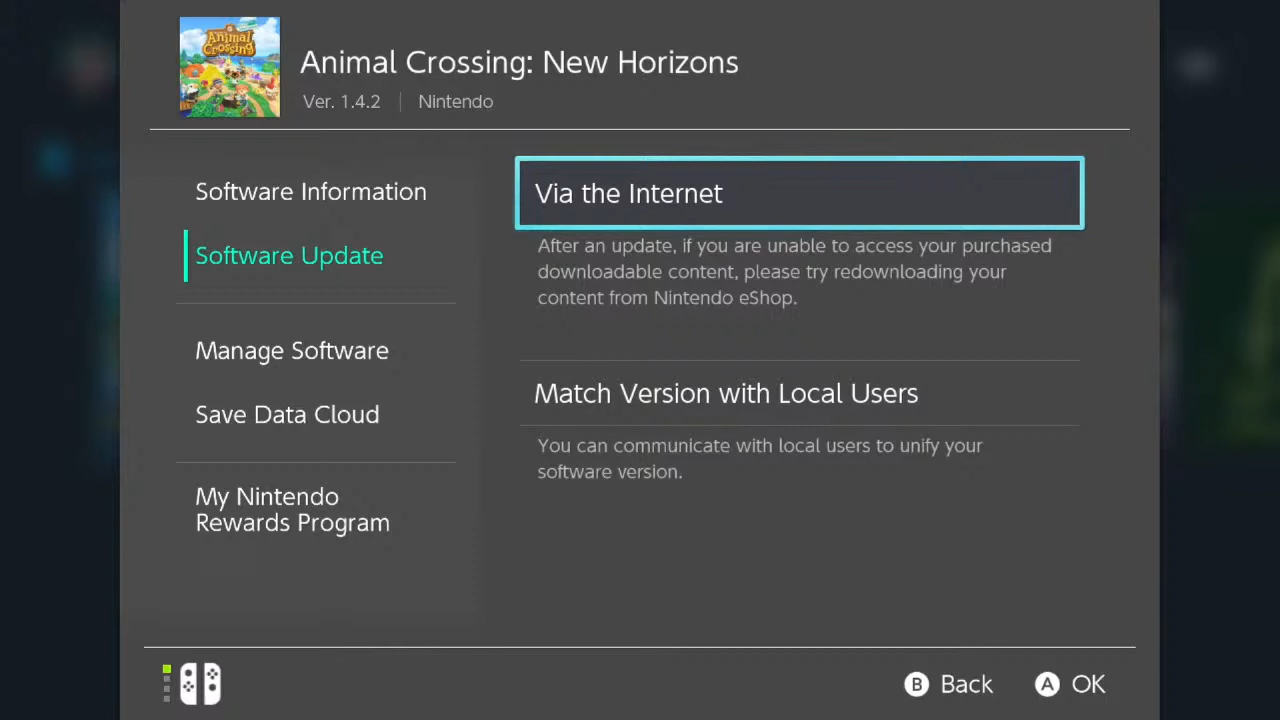 Animal Crossing
Animal Crossing: New Horizons
Ver. 1.4.2
Nintendo
Software Information
Software Update
Manage Software
Save Data Cloud
My Nintendo
Rewards Program
Via the Internet
After an update, if you are unable to access your purchased
downloadable content, please try redownloading your
content from Nintendo eShop.
Match Version with Local Users
You can communicate with local users to unify your
software version.
B Back
A OK